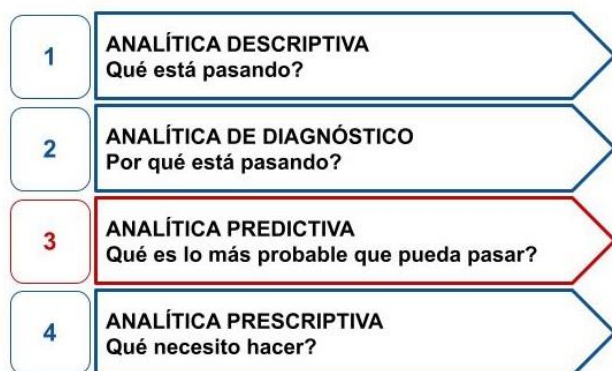 1
ANALÍTICA DESCRIPTIVA
Qué está pasando?
2
ANALÍTICA DE DIAGNÓSTICO
Por qué está pasando?
3
ANALÍTICA PREDICTIVA
Qué es lo más probable que pueda pasar?
4
ANALÍTICA PRESCRIPTIVA
Qué necesito hacer?